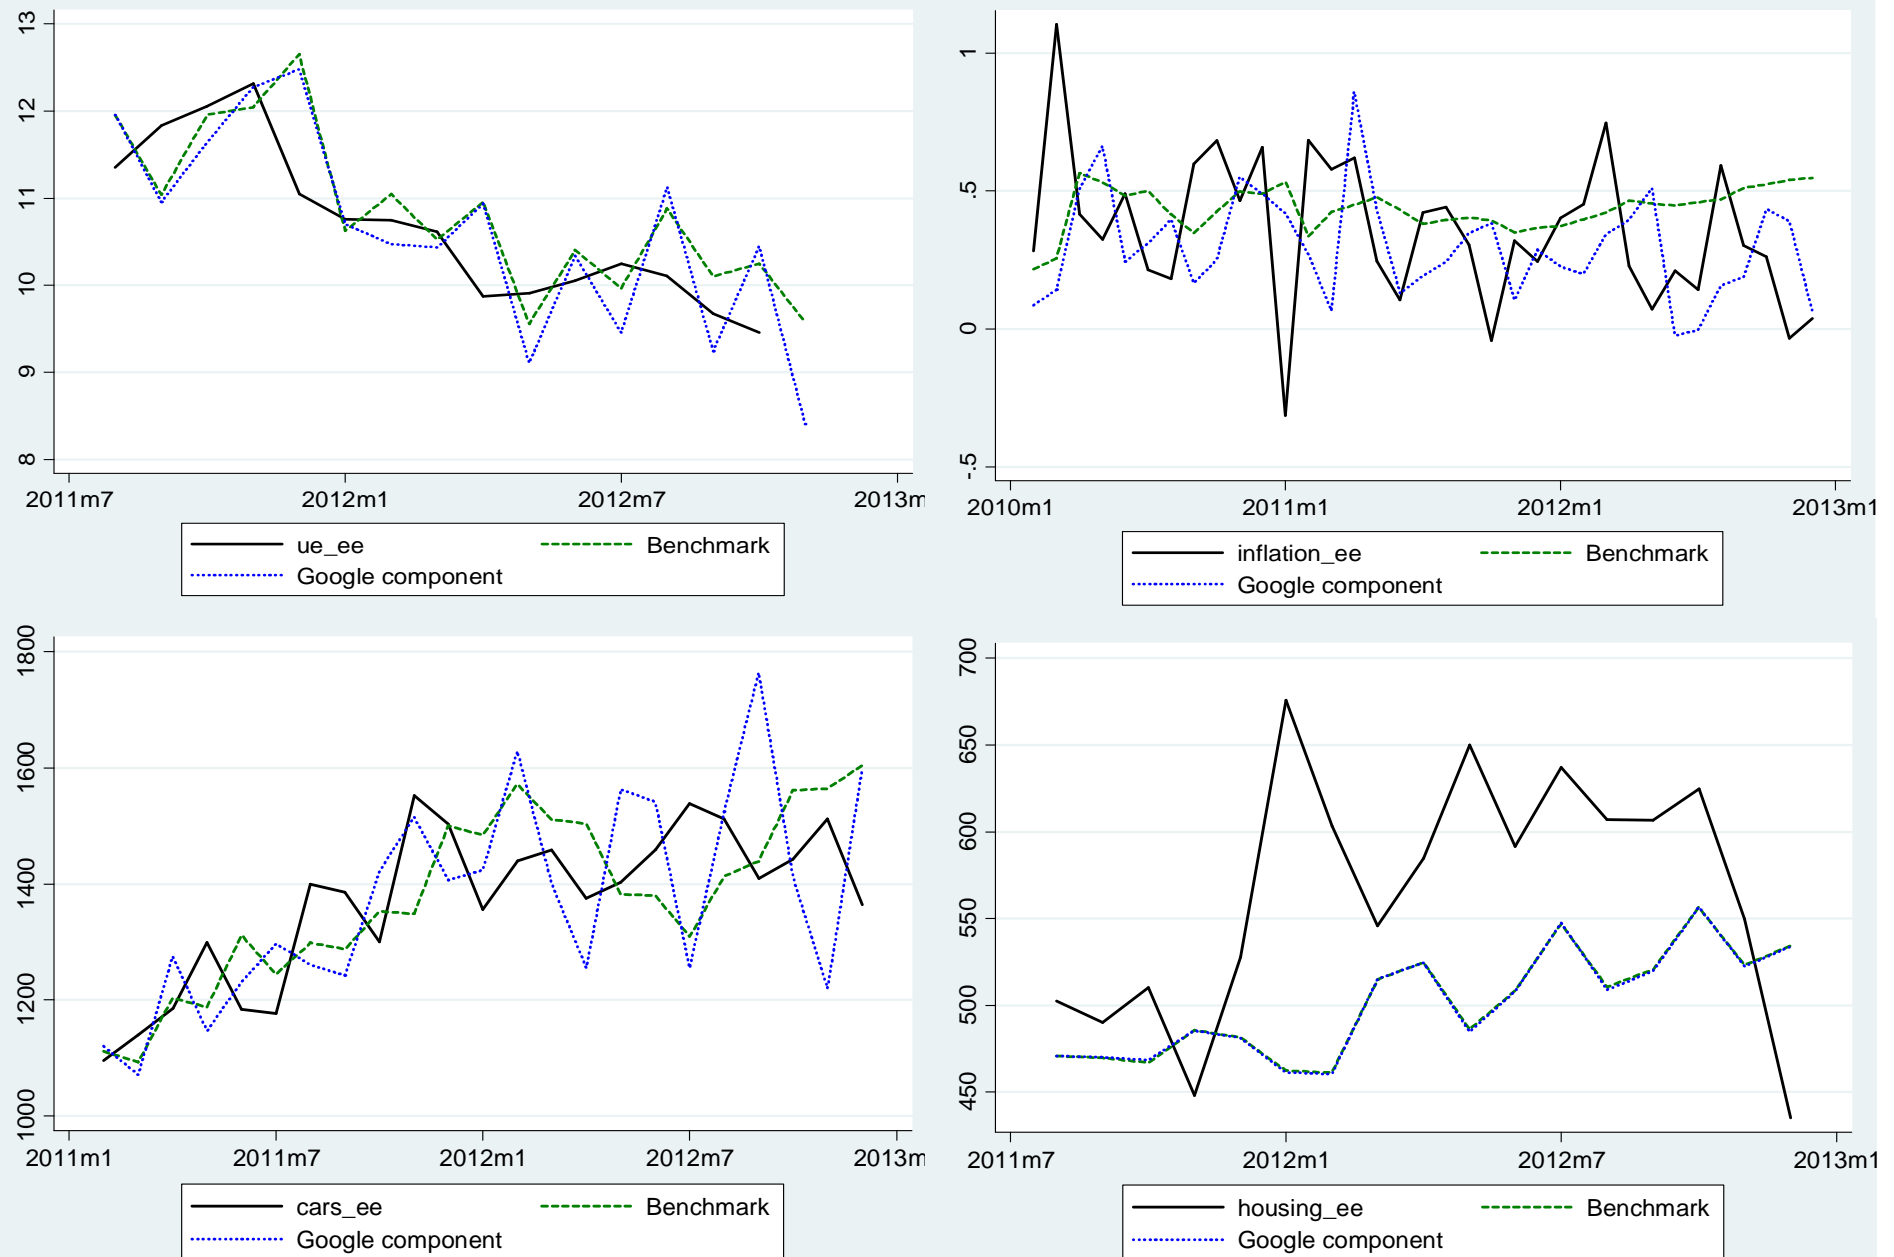 13
12
11
10
9
8
2011m7 2012m1 2012m7 2013m
ue_ee Benchmark
Google component
1
.5
0
-.5
2010m1 2011m1 2012m1 2013m1
inflation_ee Benchmark
Google component
1800
1600
1400
1200
1000
2011m1 2011m7 2012m1 2012m7 2013m
cars_ee Benchmark
Google component
700
650
600
550
500
450
2011m7 2012m1 2012m7 2013m1
housing_ee Benchmark
Google component